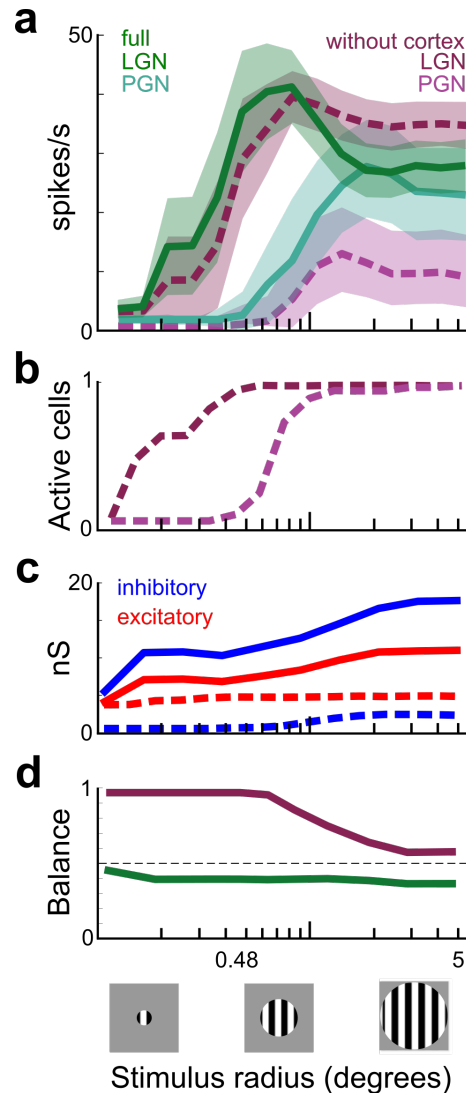 a
50
full
LGN
PGN
without cortex
LGN
PGN
spikes/s
0
b
1
Active cells
0
c
20
inhibitory
excitatory
nS
0
d
1
Balance
0
0.48
5
Stimulus radius (degrees)